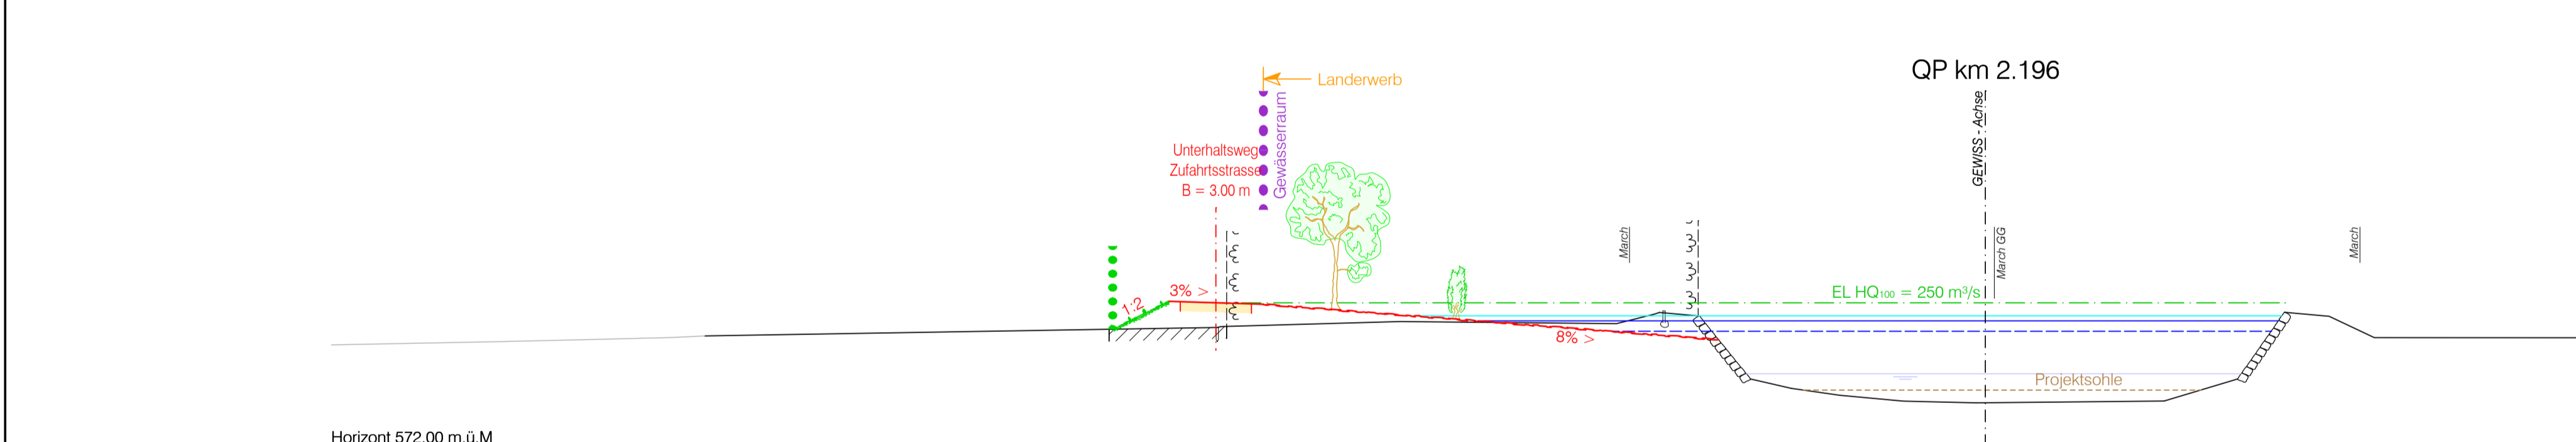 QP km 2.196
Landerwerb
Gewässerraum
GEWISS - Achse
Unterhaltsweg
Zufahrtsstrasse
B = 3.00 m
March
March GG
March
1:2
3% >
EL HQ₁₀₀ = 250 m³/s
8% >
Projektsohle
Horizont 572.00 m.ü.M